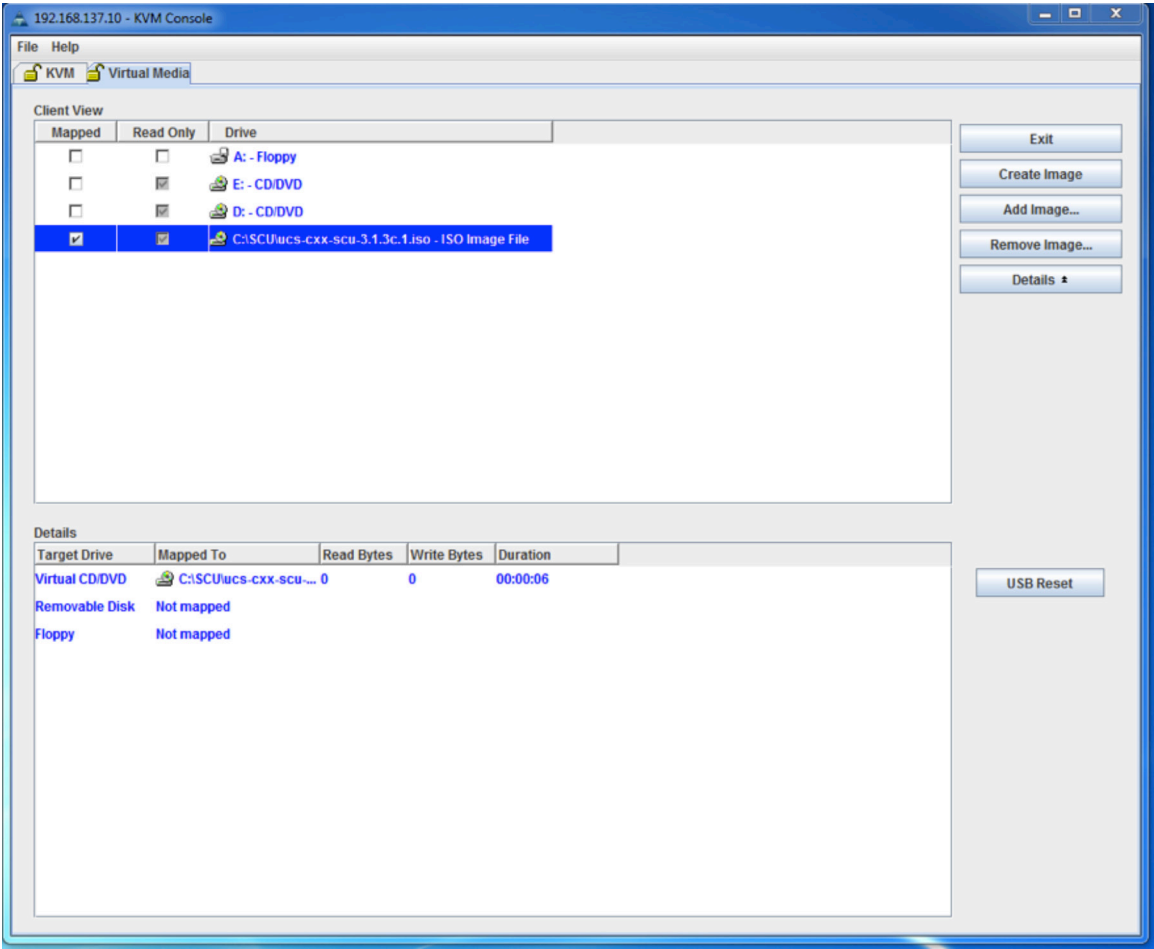 192.168.137.10 - KVM Console
File Help
KVM Virtual Media
Client View
Mapped Read Only Drive
A: - Floppy
E: - CD/DVD
D: - CD/DVD
C:\SCU\ucs-cxx-scu-3.1.3c.1.iso - ISO Image File
Exit
Create Image
Add Image...
Remove Image...
Details
Details
Target Drive Mapped To Read Bytes Write Bytes Duration
Virtual CD/DVD C:\SCU\ucs-cxx-scu-... 0 0 00:00:06
Removable Disk Not mapped
Floppy Not mapped
USB Reset